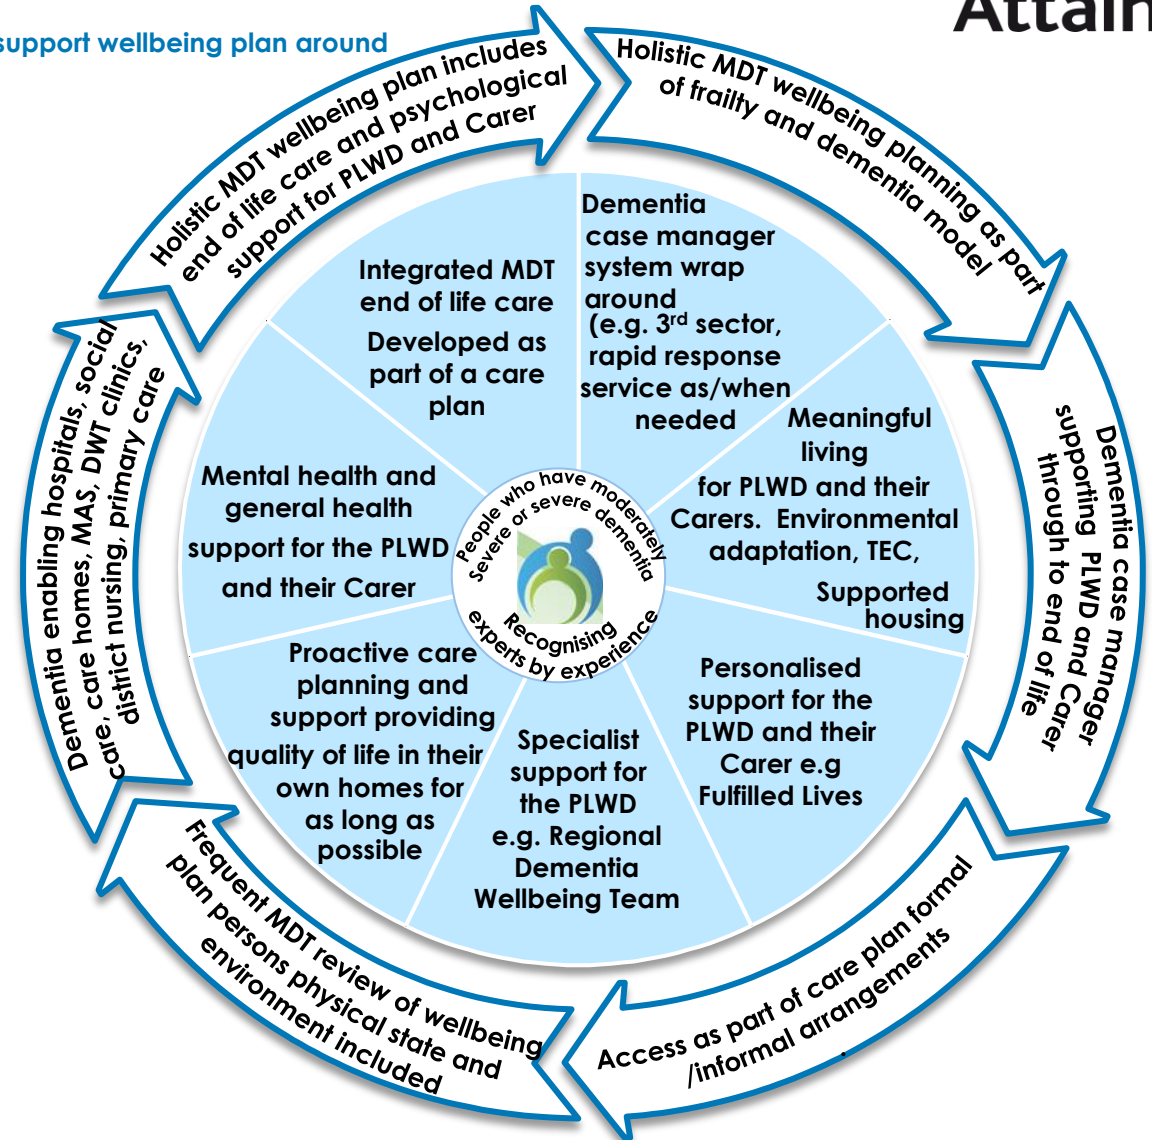 support wellbeing plan around
Attain
Holistic MDT wellbeing plan includes
end of life care and psychological
support for PLWD and Carer
Holistic MDT wellbeing planning as part
of frailty and dementia model
Dementia case manager
supporting PLWD and Carer
through to end of life
Access as part of care plan formal
/informal arrangements
.
Frequent MDT review of wellbeing
plan persons physical state and
environment included
Dementia enabling hospitals, social
care, care homes, MAS, DWT clinics,
district nursing, primary care
Dementia
case manager
system wrap
around
(e.g. 3rd sector,
rapid response
service as/when
needed
Meaningful
living
for PLWD and their
Carers. Environmental
adaptation, TEC,
Supported
housing
Personalised
support for the
PLWD and their
Carer e.g
Fulfilled Lives
Specialist
support for
the PLWD
e.g. Regional
Dementia
Wellbeing Team
Proactive care
planning and
support providing
quality of life in their
own homes for
as long as
possible
Mental health and
general health
support for the PLWD
and their Carer
Integrated MDT
end of life care
Developed as
part of a care
plan
People who have moderately
Severe or severe dementia
Recognising
experts by experience